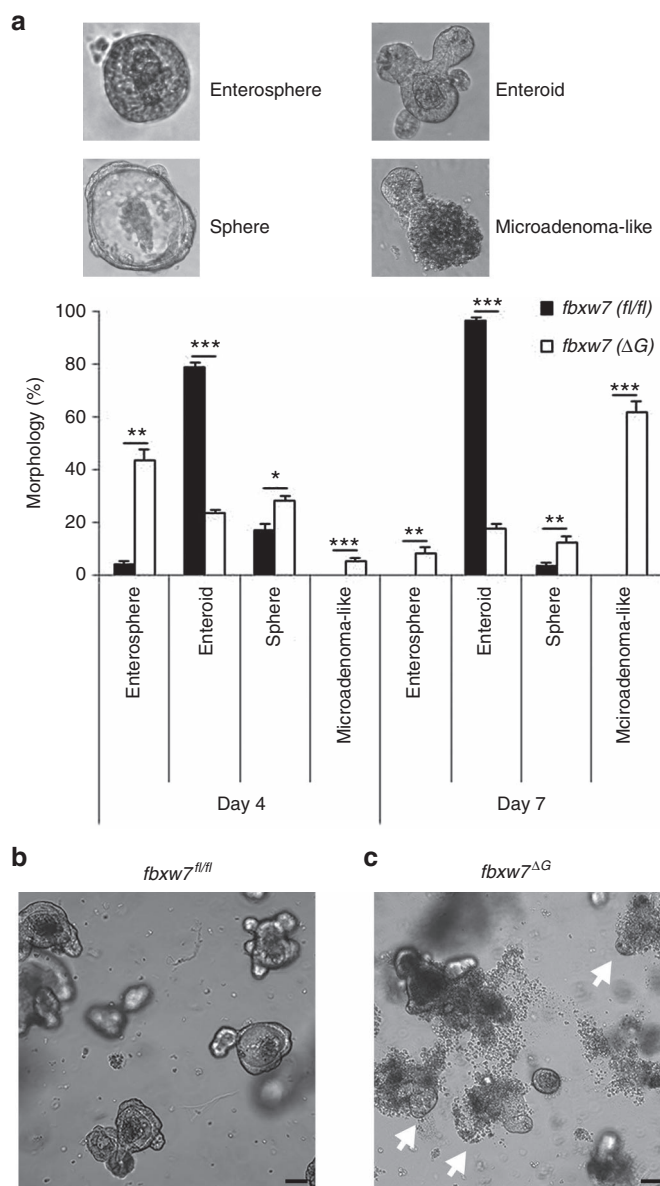 a
Enterosphere
Enteroid
Sphere
Microadenoma-like
fbxw7 (fl/fl)
fbxw7 (ΔG)
Morphology (%)
100
80
60
40
20
0
**
***
*
***
**
***
**
***
Enterosphere
Enteroid
Sphere
Microadenoma-like
Enterosphere
Enteroid
Sphere
Mciroadenoma-like
Day 4
Day 7
b
fbxw7fl/fl
c
fbxw7ΔG